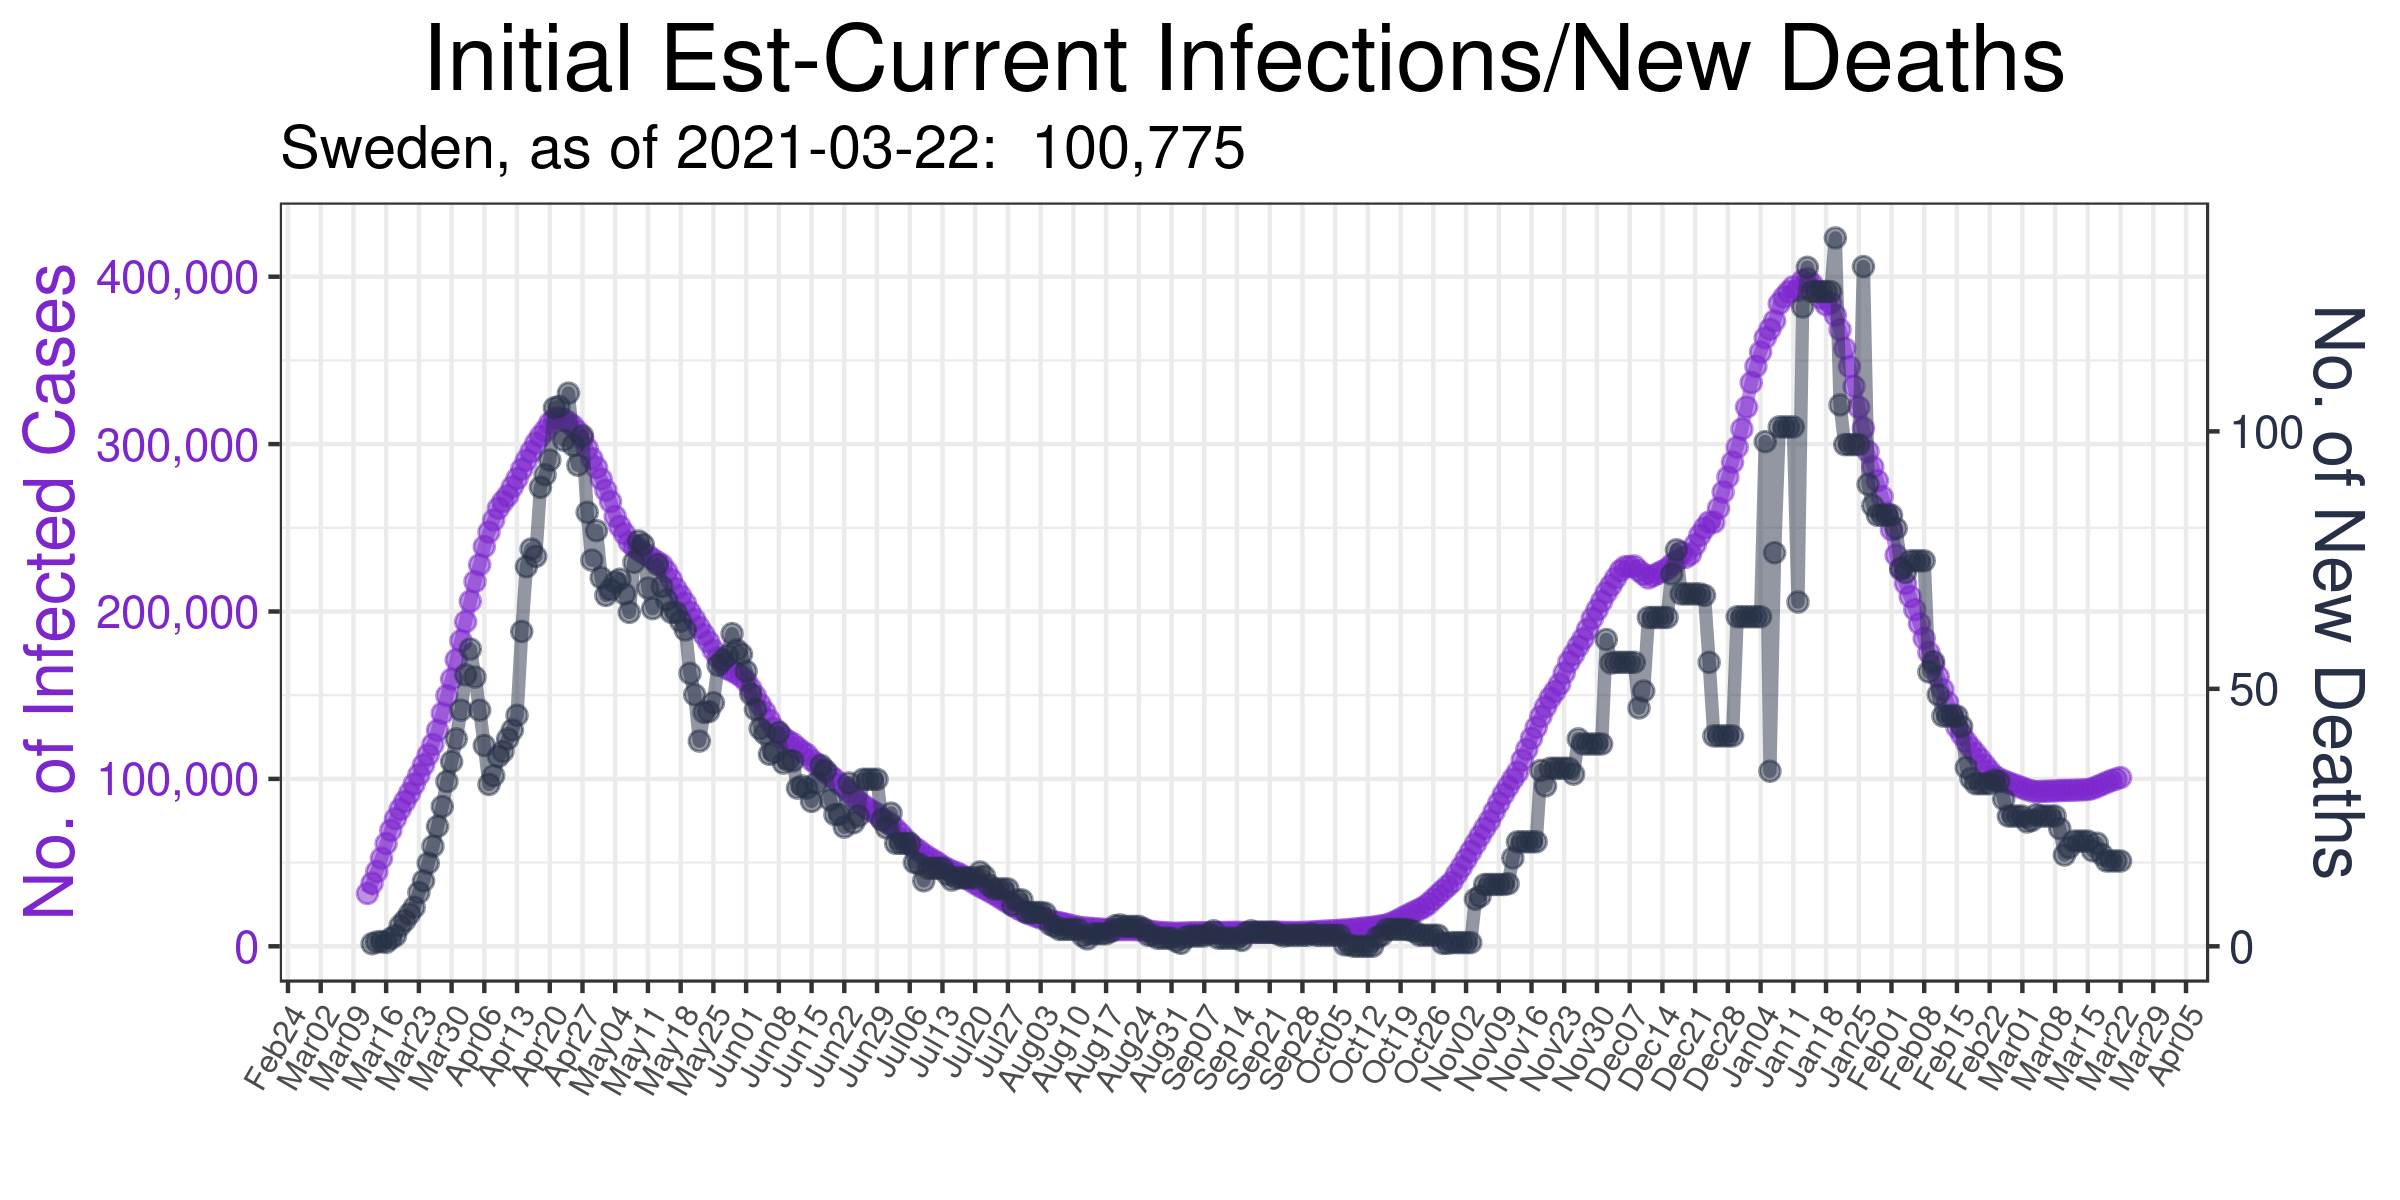 Initial Est-Current Infections/New Deaths
Sweden, as of 2021-03-22:  100,775
No. of Infected Cases
400,000
300,000
200,000
100,000
0
100
50
0
No. of New Deaths
Feb24
Mar02
Mar09
Mar16
Mar23
Mar30
Apr06
Apr13
Apr20
Apr27
May04
May11
May18
May25
Jun01
Jun08
Jun15
Jun22
Jun29
Jul06
Jul13
Jul20
Jul27
Aug03
Aug10
Aug17
Aug24
Aug31
Sep07
Sep14
Sep21
Sep28
Oct05
Oct12
Oct19
Oct26
Nov02
Nov09
Nov16
Nov23
Nov30
Dec07
Dec14
Dec21
Dec28
Jan04
Jan11
Jan18
Jan25
Feb01
Feb08
Feb15
Feb22
Mar01
Mar08
Mar15
Mar22
Mar29
Apr05